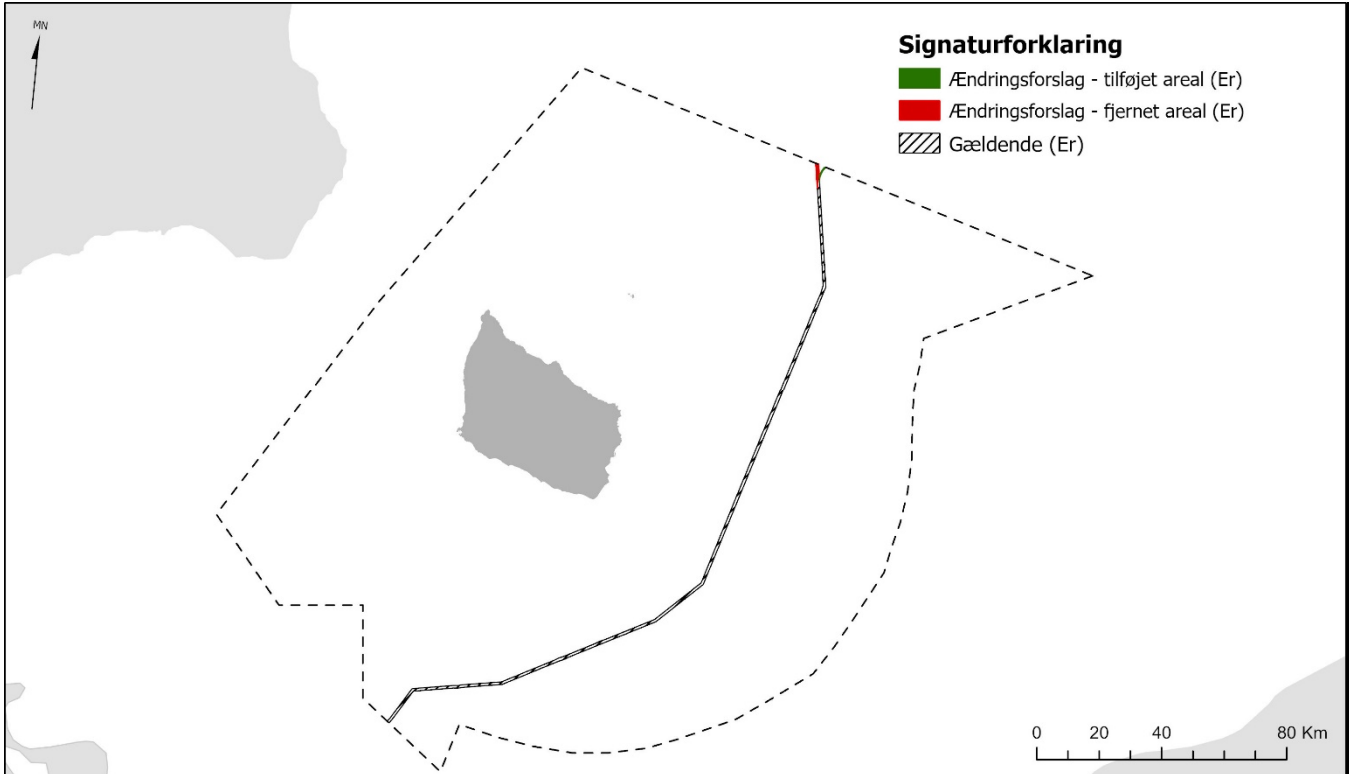 MN
Signaturforklaring
Ændringsforslag - tilføjet areal (Er)
Ændringsforslag - fjernet areal (Er)
Gældende (Er)
0 20 40 80 Km